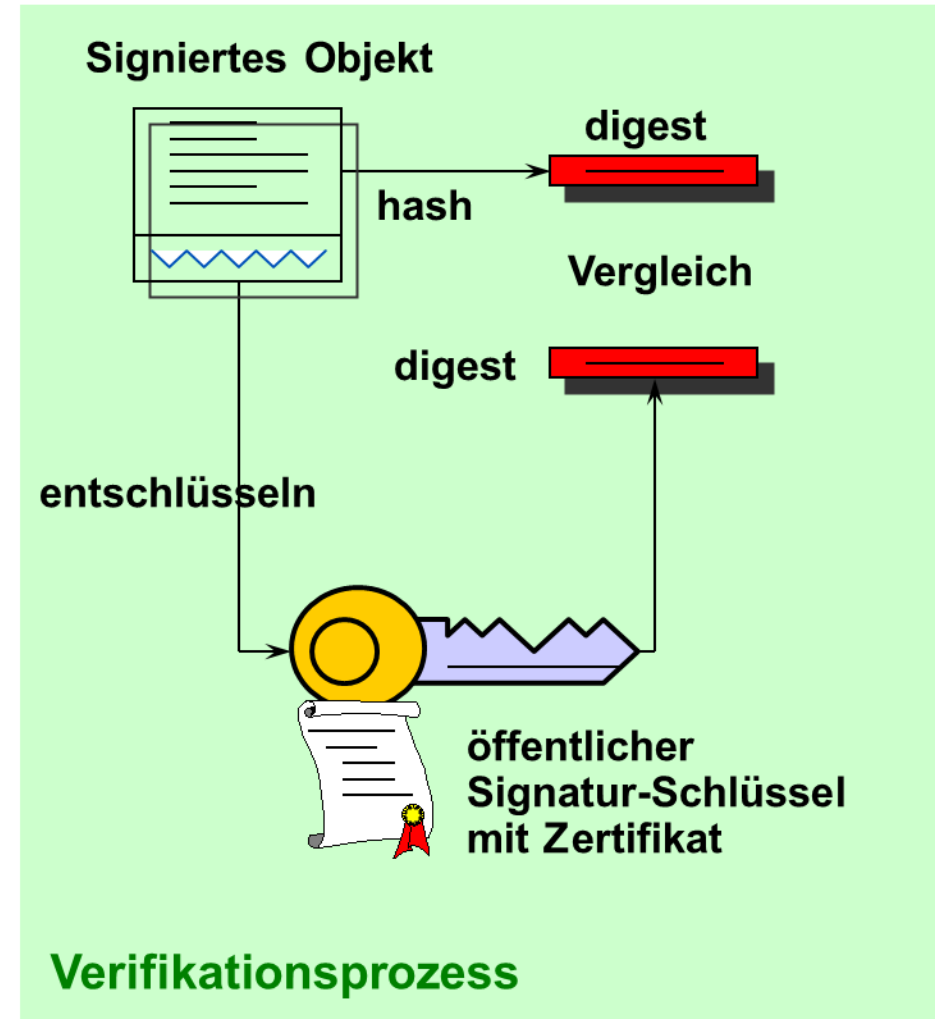 Signiertes Objekt
digest
hash
Vergleich
digest
entschlüsseln
öffentlicher
Signatur-Schlüssel
mit Zertifikat
Verifikationsprozess